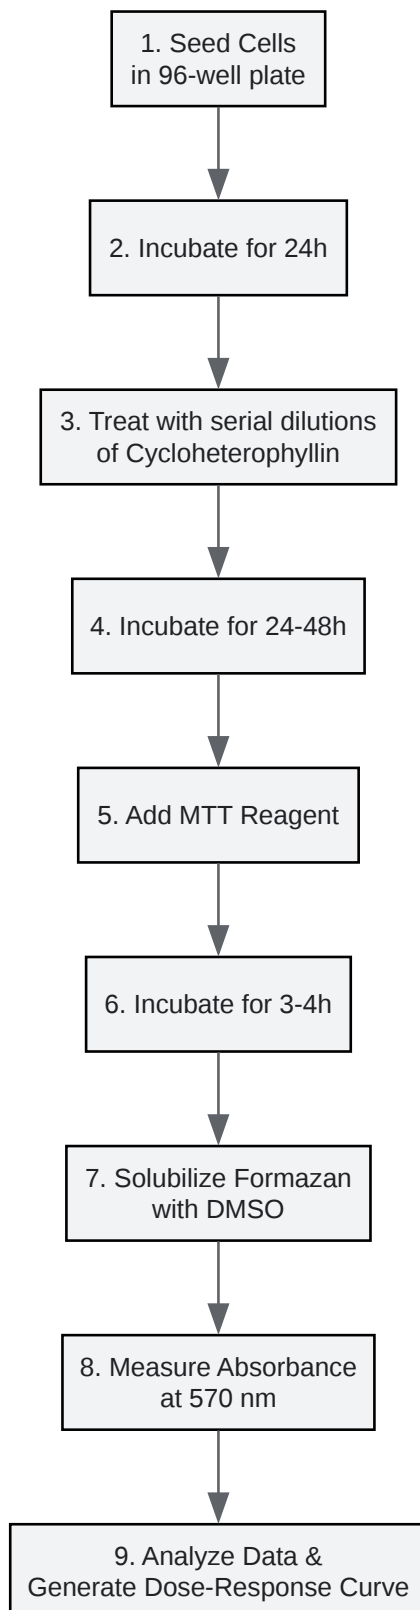 1. Seed Cells
in 96-well plate
2. Incubate for 24h
3. Treat with serial dilutions
of Cycloheterophyllin
4. Incubate for 24-48h
5. Add MTT Reagent
6. Incubate for 3-4h
7. Solubilize Formazan
with DMSO
8. Measure Absorbance
at 570 nm
9. Analyze Data &
Generate Dose-Response Curve